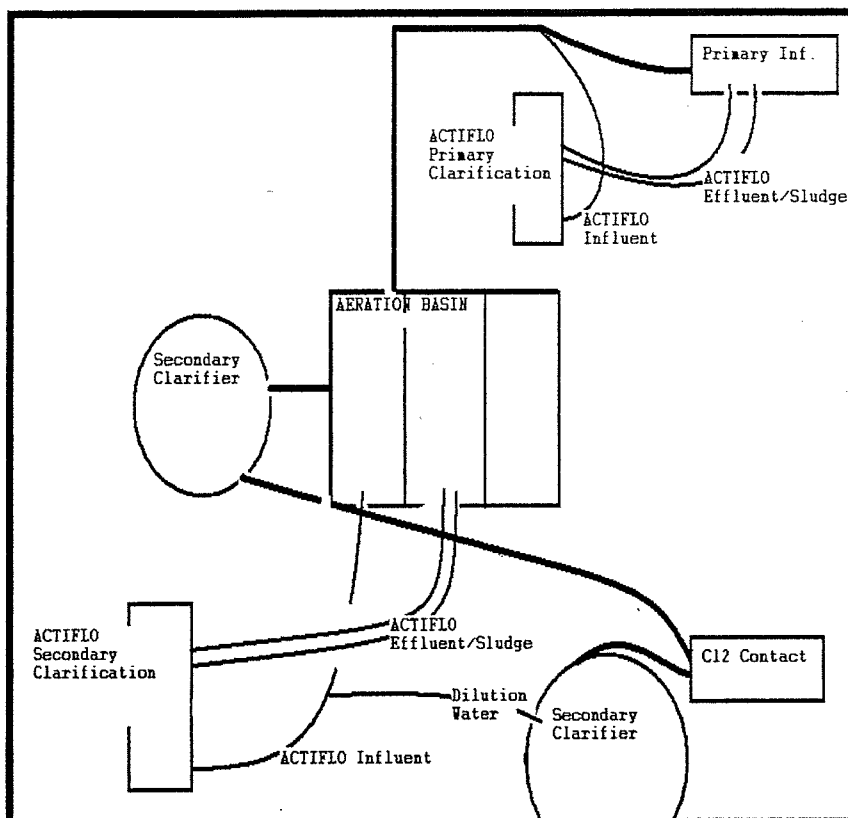 Primary Inf.
ACTIFLO
Primary
Clarification
ACTIFLO
Effluent/Sludge
ACTIFLO
Influent
AERATION BASIN
Secondary
Clarifier
ACTIFLO
Secondary
Clarification
ACTIFLO
Effluent/Sludge
Cl2 Contact
Dilution
Water
Secondary
Clarifier
ACTIFLO Influent